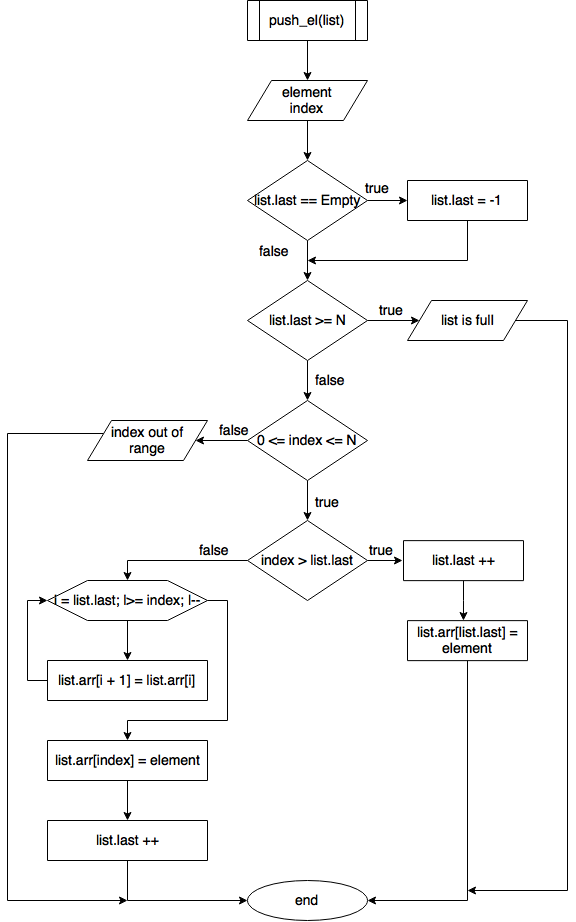 push_el(list)
element
index
list.last == Empty
true
list.last = -1
false
list.last >= N
true
list is full
false
0 <= index <= N
false
index out of
range
true
index > list.last
false
true
list.last ++
I = list.last; I>= index; I--
list.arr[list.last] =
element
list.arr[i + 1] = list.arr[i]
list.arr[index] = element
list.last ++
end